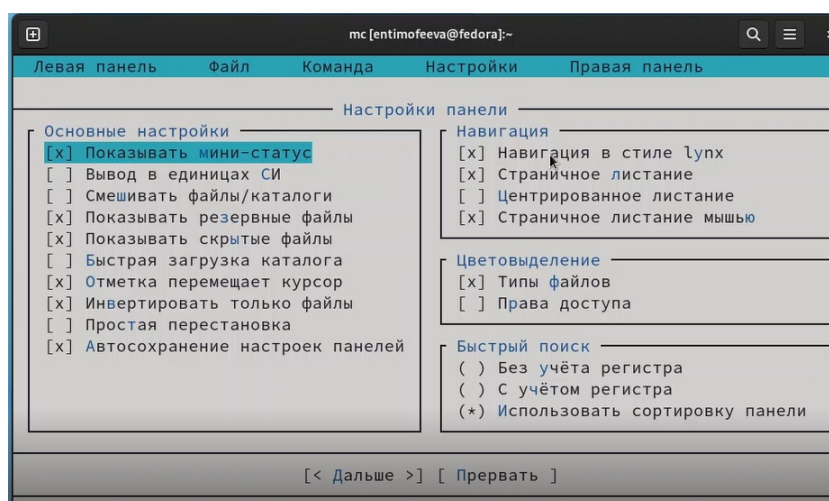 mc [entimofeeva@fedora]:~
Левая панель Файл Команда Настройки Правая панель
Настройки панели
Основные настройки
[x] Показывать мини-статус
[ ] Вывод в единицах СИ
[ ] Смешивать файлы/каталоги
[x] Показывать резервные файлы
[x] Показывать скрытые файлы
[ ] Быстрая загрузка каталога
[x] Отметка перемещает курсор
[x] Инвертировать только файлы
[ ] Простая перестановка
[x] Автосохранение настроек панелей
Навигация
[x] Навигация в стиле lynx
[x] Страничное листание
[ ] Центрированное листание
[x] Страничное листание мышью
Цветовыделение
[x] Типы файлов
[ ] Права доступа
Быстрый поиск
( ) Без учёта регистра
( ) С учётом регистра
(*) Использовать сортировку панели
[< Дальше >] [ Прервать ]